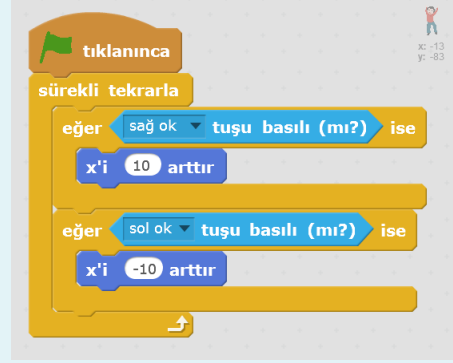 x: -13
y: -83
tıklanınca
sürekli tekrarla
eğer sağ ok tuşu basılı (mı?) ise
x'i 10 arttır
eğer sol ok tuşu basılı (mı?) ise
x'i -10 arttır